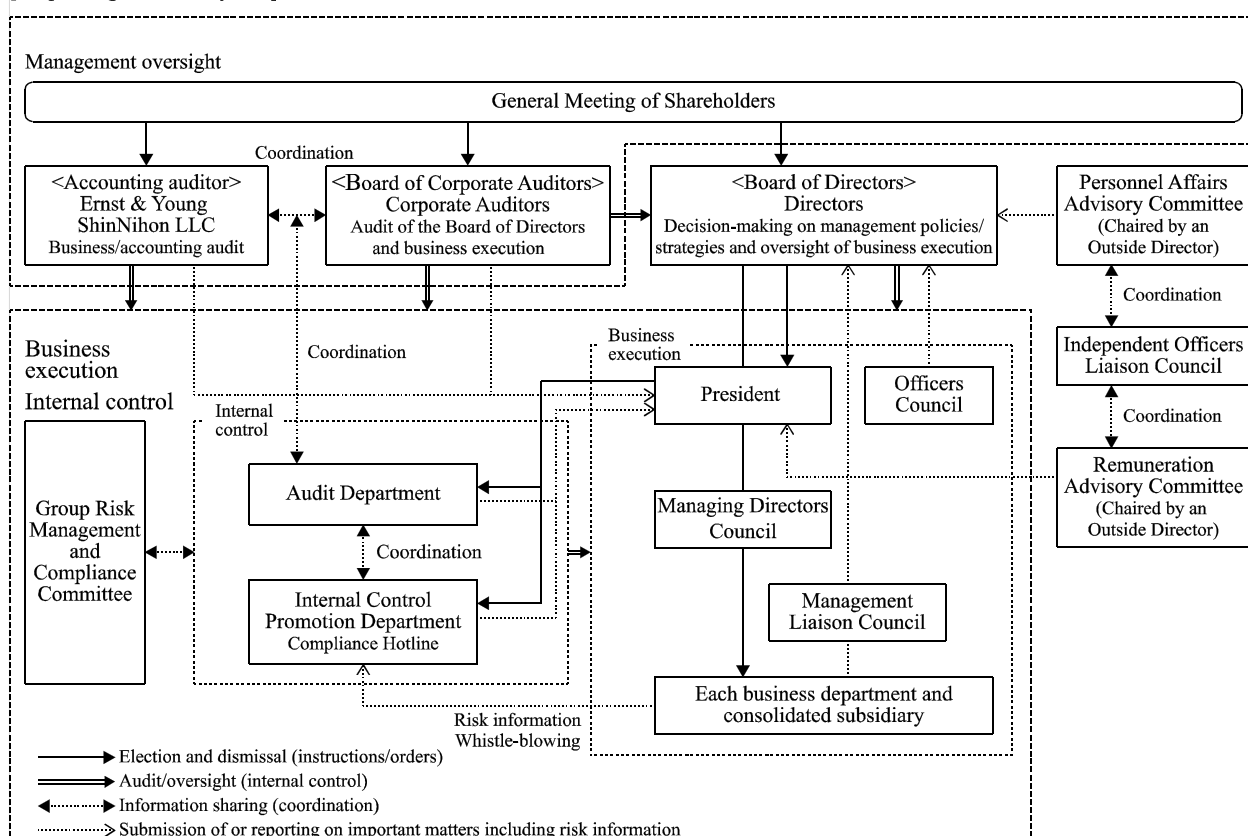 Management oversight
General Meeting of Shareholders
Coordination
<Accounting auditor>
Ernst & Young
ShinNihon LLC
Business/accounting audit
<Board of Corporate Auditors>
Corporate Auditors
Audit of the Board of Directors
and business execution
<Board of Directors>
Directors
Decision-making on management policies/
strategies and oversight of business execution
Personnel Affairs
Advisory Committee
(Chaired by an
Outside Director)
Coordination
Independent Officers
Liaison Council
Coordination
Remuneration
Advisory Committee
(Chaired by an
Outside Director)
Business
execution
Internal control
Coordination
Business
execution
President
Officers
Council
Internal
control
Group Risk
Management
and
Compliance
Committee
Audit Department
Coordination
Internal Control
Promotion Department
Compliance Hotline
Managing Directors
Council
Management
Liaison Council
Each business department and
consolidated subsidiary
Risk information
Whistle-blowing
Election and dismissal (instructions/orders)
Audit/oversight (internal control)
Information sharing (coordination)
Submission of or reporting on important matters including risk information